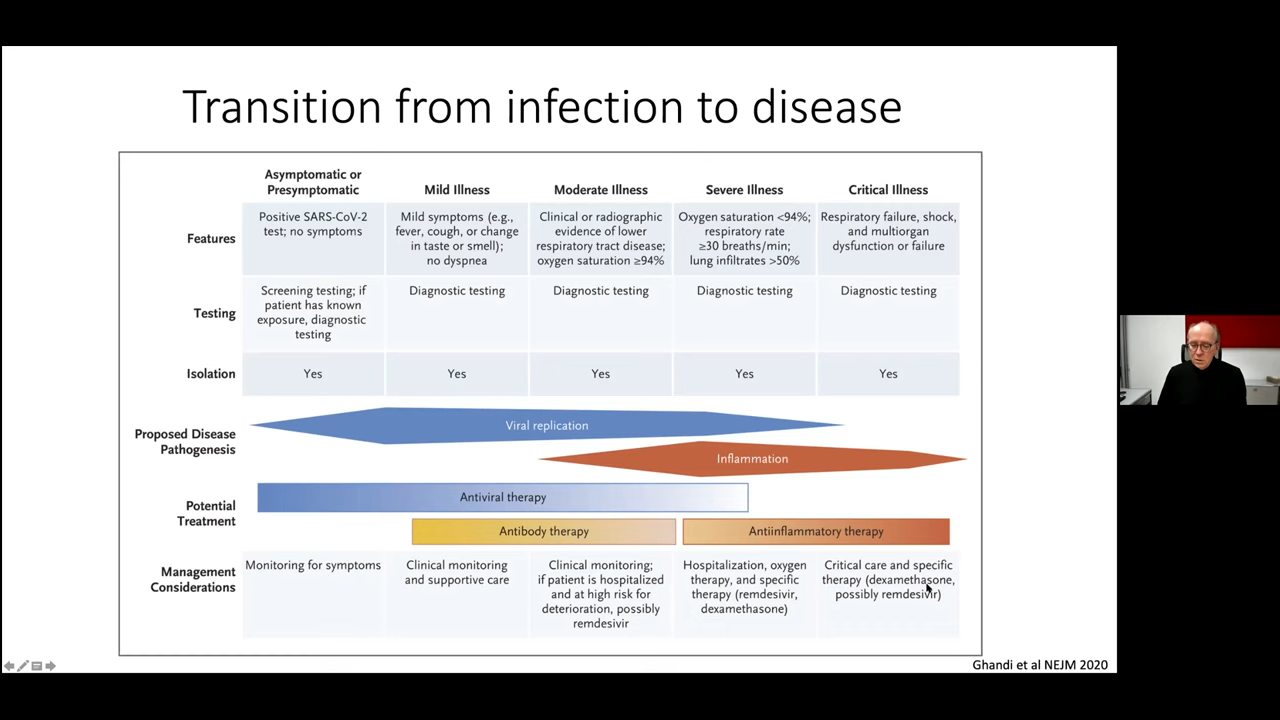 Transition from infection to disease
Asymptomatic or
Presymptomatic
Mild Illness
Moderate Illness
Severe Illness
Critical Illness
Features
Positive SARS-CoV-2
test; no symptoms
Mild symptoms (e.g.,
fever, cough, or change
in taste or smell);
no dyspnea
Clinical or radiographic
evidence of lower
respiratory tract disease;
oxygen saturation ≥94%
Oxygen saturation <94%;
respiratory rate
≥30 breaths/min;
lung infiltrates >50%
Respiratory failure, shock,
and multiorgan
dysfunction or failure
Testing
Screening testing; if
patient has known
exposure, diagnostic
testing
Diagnostic testing
Diagnostic testing
Diagnostic testing
Diagnostic testing
Isolation
Yes
Yes
Yes
Yes
Yes
Proposed Disease
Pathogenesis
Viral replication
Inflammation
Potential
Treatment
Antiviral therapy
Antibody therapy
Antiinflammatory therapy
Management
Considerations
Monitoring for symptoms
Clinical monitoring
and supportive care
Clinical monitoring;
if patient is hospitalized
and at high risk for
deterioration, possibly
remdesivir
Hospitalization, oxygen
therapy, and specific
therapy (remdesivir,
dexamethasone)
Critical care and specific
therapy (dexamethasone,
possibly remdesivir)
Ghandi et al NEJM 2020